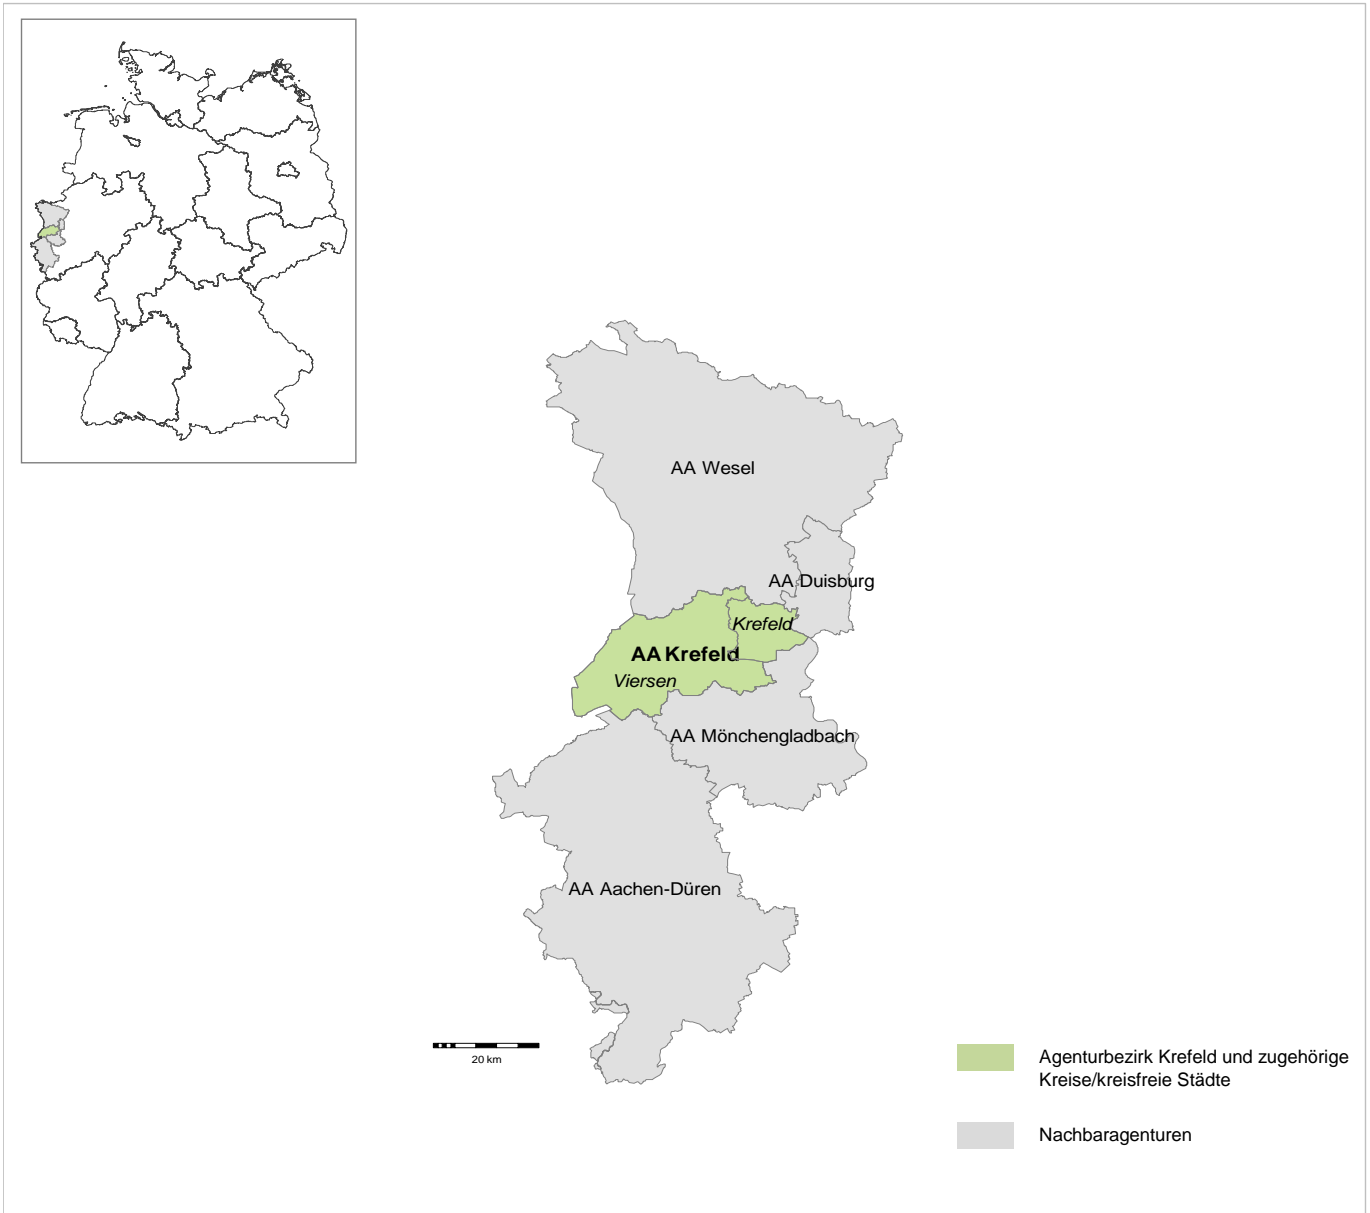 AA Wesel
AA Duisburg
Krefeld
AA Krefeld
Viersen
AA Mönchengladbach
AA Aachen-Düren
20 km
Agenturbezirk Krefeld und zugehörige
Kreise/kreisfreie Städte
Nachbaragenturen